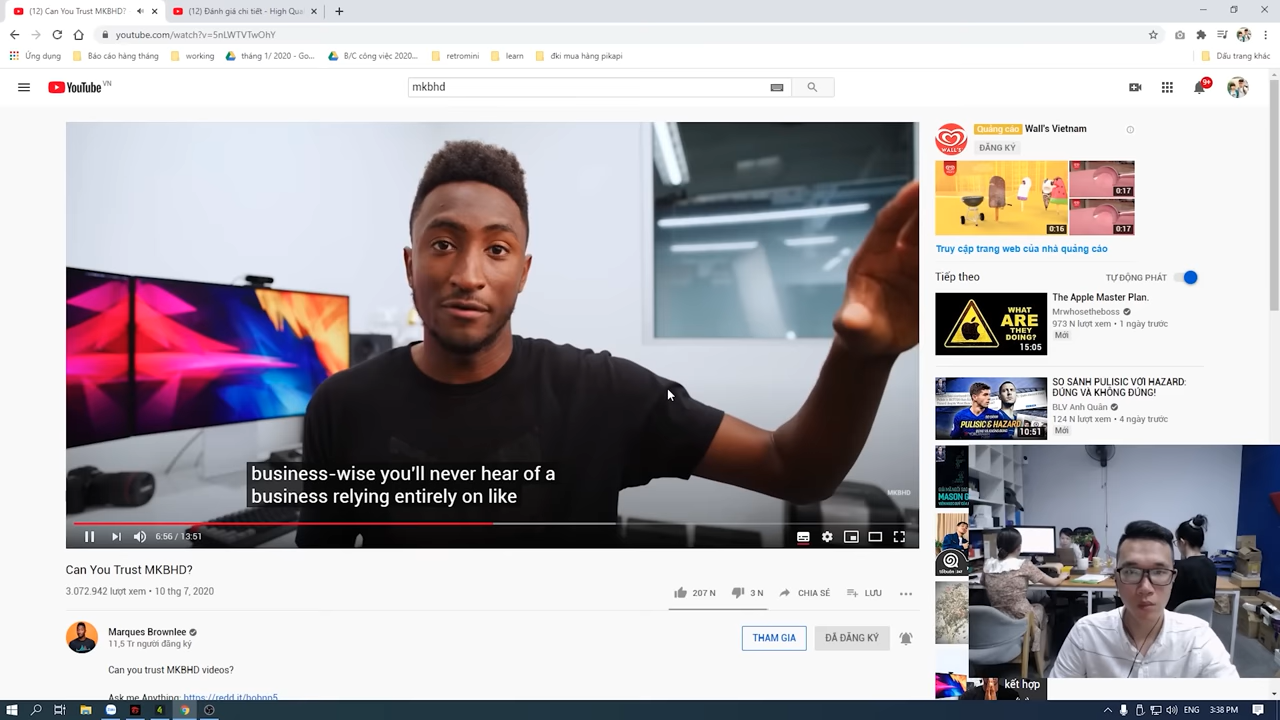 (12) Can You Trust MKBHD?
(12) Đánh giá chi tiết - High Qual
youtube.com/watch?v=5nLWTVTwOhY
Ứng dụng
Báo cáo hàng tháng
working
tháng 1/ 2020 - Go...
B/C công việc 2020...
retromini
learn
đki mua hàng pikapi
Dấu trang khác
YouTube VN
mkbhd
9+
business-wise you'll never hear of a
business relying entirely on like
MKBHD
6:56 / 13:51
Can You Trust MKBHD?
3.072.942 lượt xem • 10 thg 7, 2020
207 N
3 N
CHIA SẺ
LƯU
Marques Brownlee
11,5 Tr người đăng ký
THAM GIA
ĐÃ ĐĂNG KÝ
Can you trust MKBHD videos?
Ask me Anything: https://redd.it/hohnp5
Quảng cáo Wall's Vietnam
ĐĂNG KÝ
WALL'S
0:17
0:16
0:17
Truy cập trang web của nhà quảng cáo
Tiếp theo
TỰ ĐỘNG PHÁT
WHAT
ARE
THEY
DOING?
15:05
The Apple Master Plan.
Mrwhosetheboss
973 N lượt xem • 1 ngày trước
Mới
PULISIC & HAZARD
10:51
SO SÁNH PULISIC VỚI HAZARD:
ĐÚNG VÀ KHÔNG ĐÚNG!
BLV Anh Quân
124 N lượt xem • 4 ngày trước
Mới
MASON G
kết hợp
ENG
3:38 PM